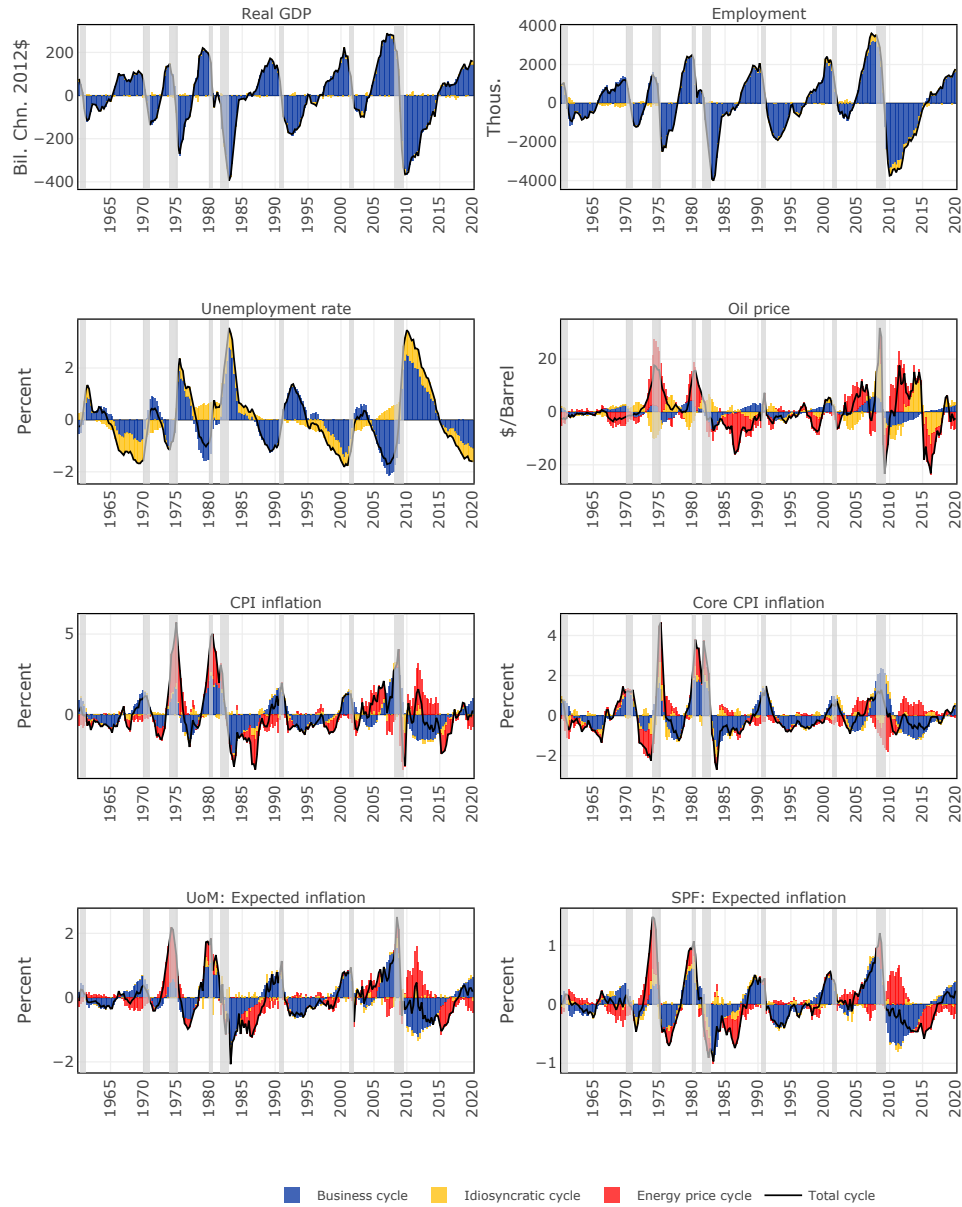 Real GDP
Bil. Chn. 2012$
200
0
−200
−400
1965 1970 1975 1980 1985 1990 1995 2000 2005 2010 2015 2020
Employment
Thous.
4000
2000
0
−2000
−4000
1965 1970 1975 1980 1985 1990 1995 2000 2005 2010 2015 2020
Unemployment rate
Percent
2
0
−2
1965 1970 1975 1980 1985 1990 1995 2000 2005 2010 2015 2020
Oil price
$/Barrel
20
0
−20
1965 1970 1975 1980 1985 1990 1995 2000 2005 2010 2015 2020
CPI inflation
Percent
5
0
1965 1970 1975 1980 1985 1990 1995 2000 2005 2010 2015 2020
Core CPI inflation
Percent
4
2
0
−2
1965 1970 1975 1980 1985 1990 1995 2000 2005 2010 2015 2020
UoM: Expected inflation
Percent
2
0
−2
1965 1970 1975 1980 1985 1990 1995 2000 2005 2010 2015 2020
SPF: Expected inflation
Percent
1
0
−1
1965 1970 1975 1980 1985 1990 1995 2000 2005 2010 2015 2020
Business cycle Idiosyncratic cycle Energy price cycle Total cycle